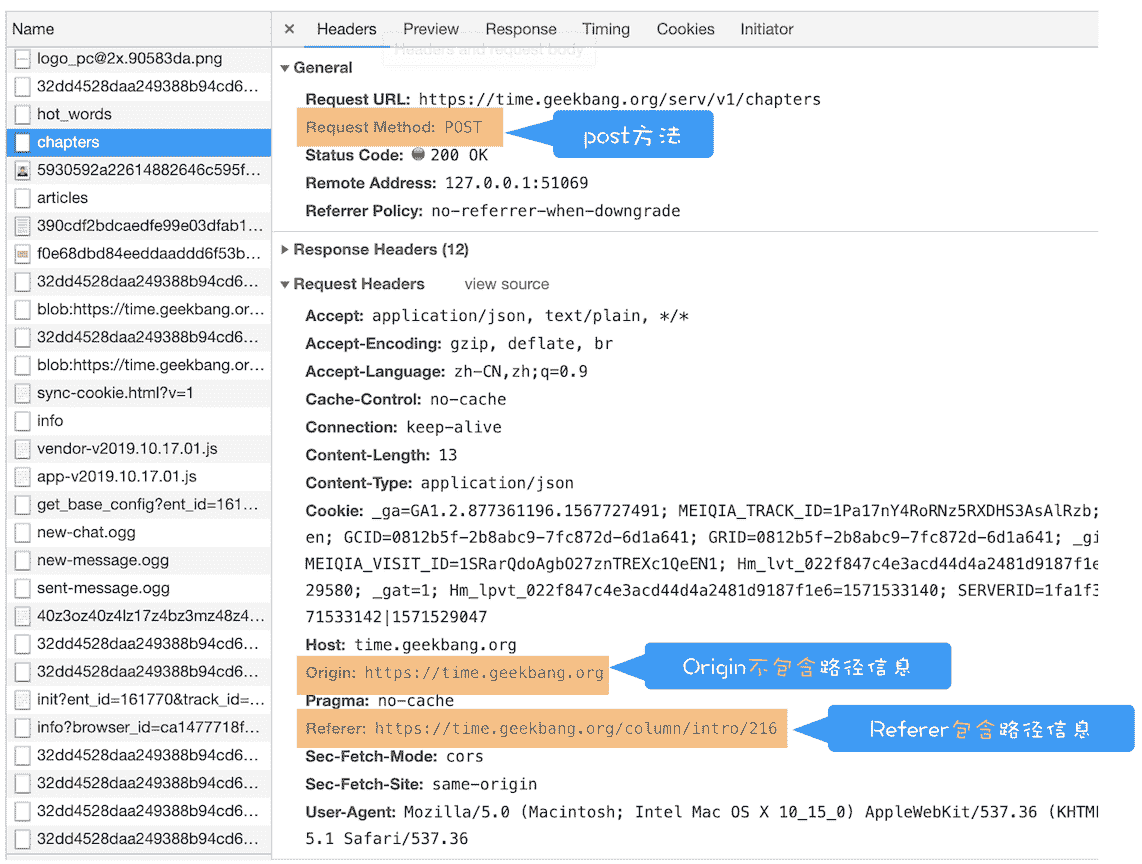 Name
logo_pc@2x.90583da.png
32dd4528daa249388b94cd6...
hot_words
chapters
5930592a22614882646c595f...
articles
390cdf2bdcaedfe99e03dfab1...
f0e68dbd84eeddaaddd6f53b...
32dd4528daa249388b94cd6...
blob:https://time.geekbang.or...
32dd4528daa249388b94cd6...
blob:https://time.geekbang.or...
sync-cookie.html?v=1
info
vendor-v2019.10.17.01.js
app-v2019.10.17.01.js
get_base_config?ent_id=161...
new-chat.ogg
new-message.ogg
sent-message.ogg
40z3oz40z4lz17z4bz3mz48z4...
32dd4528daa249388b94cd6...
32dd4528daa249388b94cd6...
init?ent_id=161770&track_id=...
info?browser_id=ca1477718f...
32dd4528daa249388b94cd6...
32dd4528daa249388b94cd6...
32dd4528daa249388b94cd6...
32dd4528daa249388b94cd6...
× Headers Preview Response Timing Cookies Initiator
Headers and request body
General
Request URL: https://time.geekbang.org/serv/v1/chapters
Request Method: POST
post方法
Status Code: 200 OK
Remote Address: 127.0.0.1:51069
Referrer Policy: no-referrer-when-downgrade
Response Headers (12)
Request Headers view source
Accept: application/json, text/plain, */*
Accept-Encoding: gzip, deflate, br
Accept-Language: zh-CN,zh;q=0.9
Cache-Control: no-cache
Connection: keep-alive
Content-Length: 13
Content-Type: application/json
Cookie: _ga=GA1.2.877361196.1567727491; MEIQIA_TRACK_ID=1Pa17nY4RoRNz5RXDHS3AsAlRzb;
en; GCID=0812b5f-2b8abc9-7fc872d-6d1a641; GRID=0812b5f-2b8abc9-7fc872d-6d1a641; _gi
MEIQIA_VISIT_ID=1SRarQdoAgbO27znTREXc1QeEN1; Hm_lvt_022f847c4e3acd44d4a2481d9187f1e
29580; _gat=1; Hm_lpvt_022f847c4e3acd44d4a2481d9187f1e6=1571533140; SERVERID=1fa1f3
71533142|1571529047
Host: time.geekbang.org
Origin: https://time.geekbang.org
Origin不包含路径信息
Pragma: no-cache
Referer: https://time.geekbang.org/column/intro/216
Referer包含路径信息
Sec-Fetch-Mode: cors
Sec-Fetch-Site: same-origin
User-Agent: Mozilla/5.0 (Macintosh; Intel Mac OS X 10_15_0) AppleWebKit/537.36 (KHTM
5.1 Safari/537.36